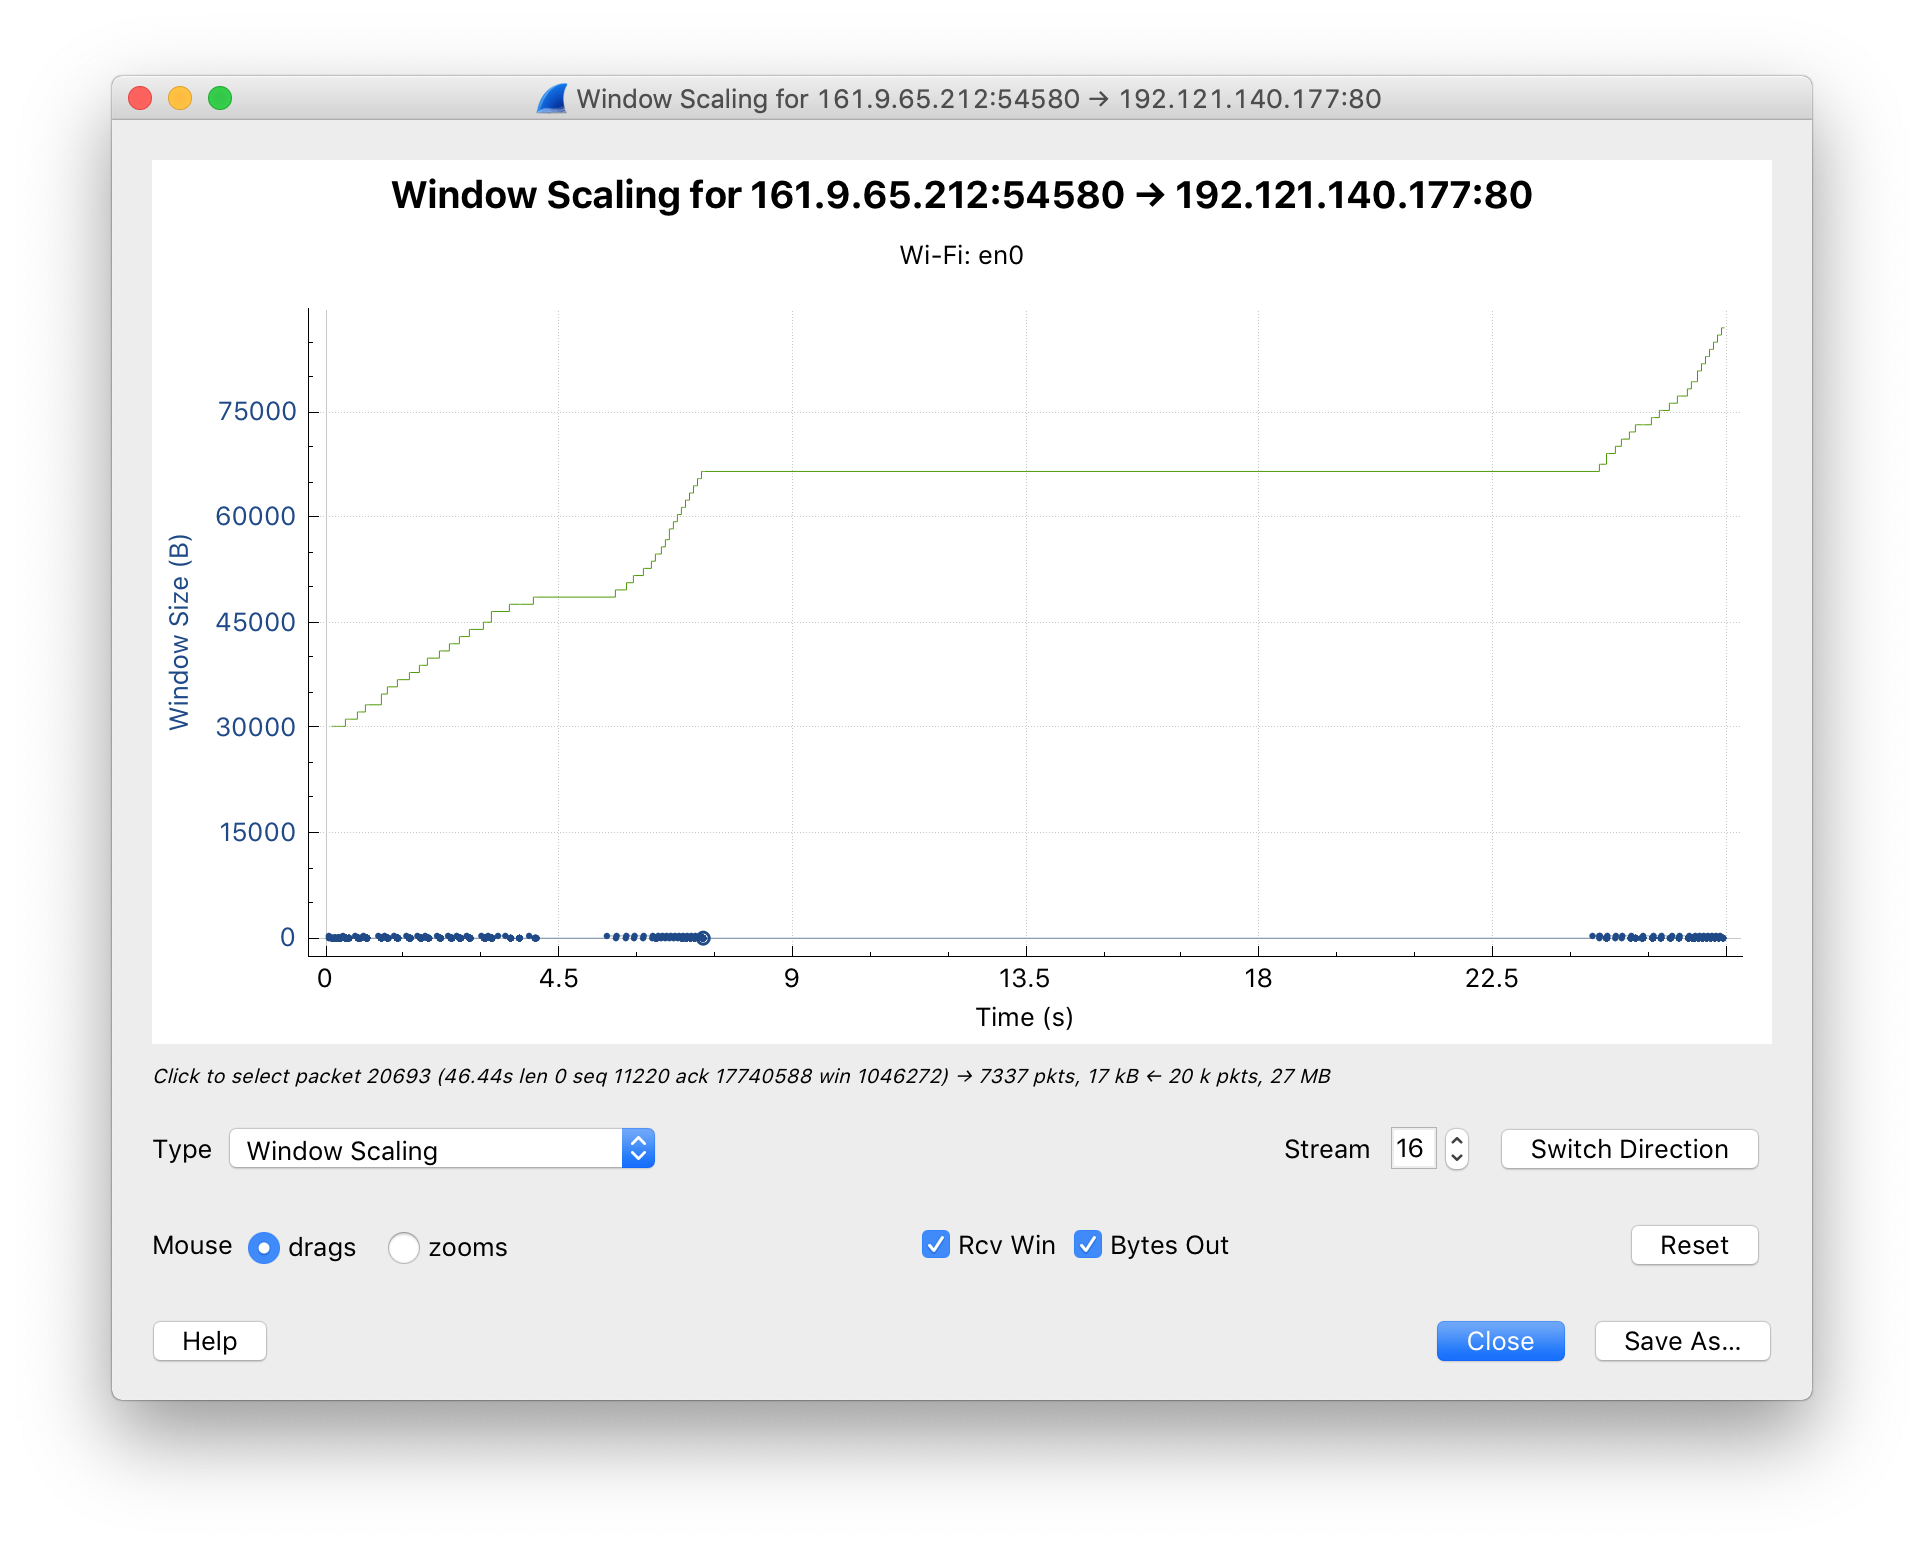 Window Scaling for 161.9.65.212:54580 → 192.121.140.177:80
Window Scaling for 161.9.65.212:54580 → 192.121.140.177:80
Wi-Fi: en0
Window Size (B)
75000
60000
45000
30000
15000
0
0 4.5 9 13.5 18 22.5
Time (s)
Click to select packet 20693 (46.44s len 0 seq 11220 ack 17740588 win 1046272) → 7337 pkts, 17 kB ← 20 k pkts, 27 MB
Type Window Scaling Stream 16 Switch Direction
Mouse drags zooms Rcv Win Bytes Out Reset
Help Close Save As...